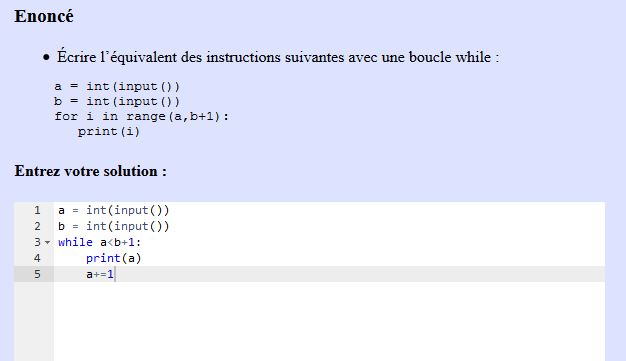 Enoncé
• Écrire l'équivalent des instructions suivantes avec une boucle while :
a = int(input())
b = int(input())
for i in range(a,b+1):
   print(i)
Entrez votre solution :
1 a = int(input())
2 b = int(input())
3 while a<b+1:
4     print(a)
5     a+=1